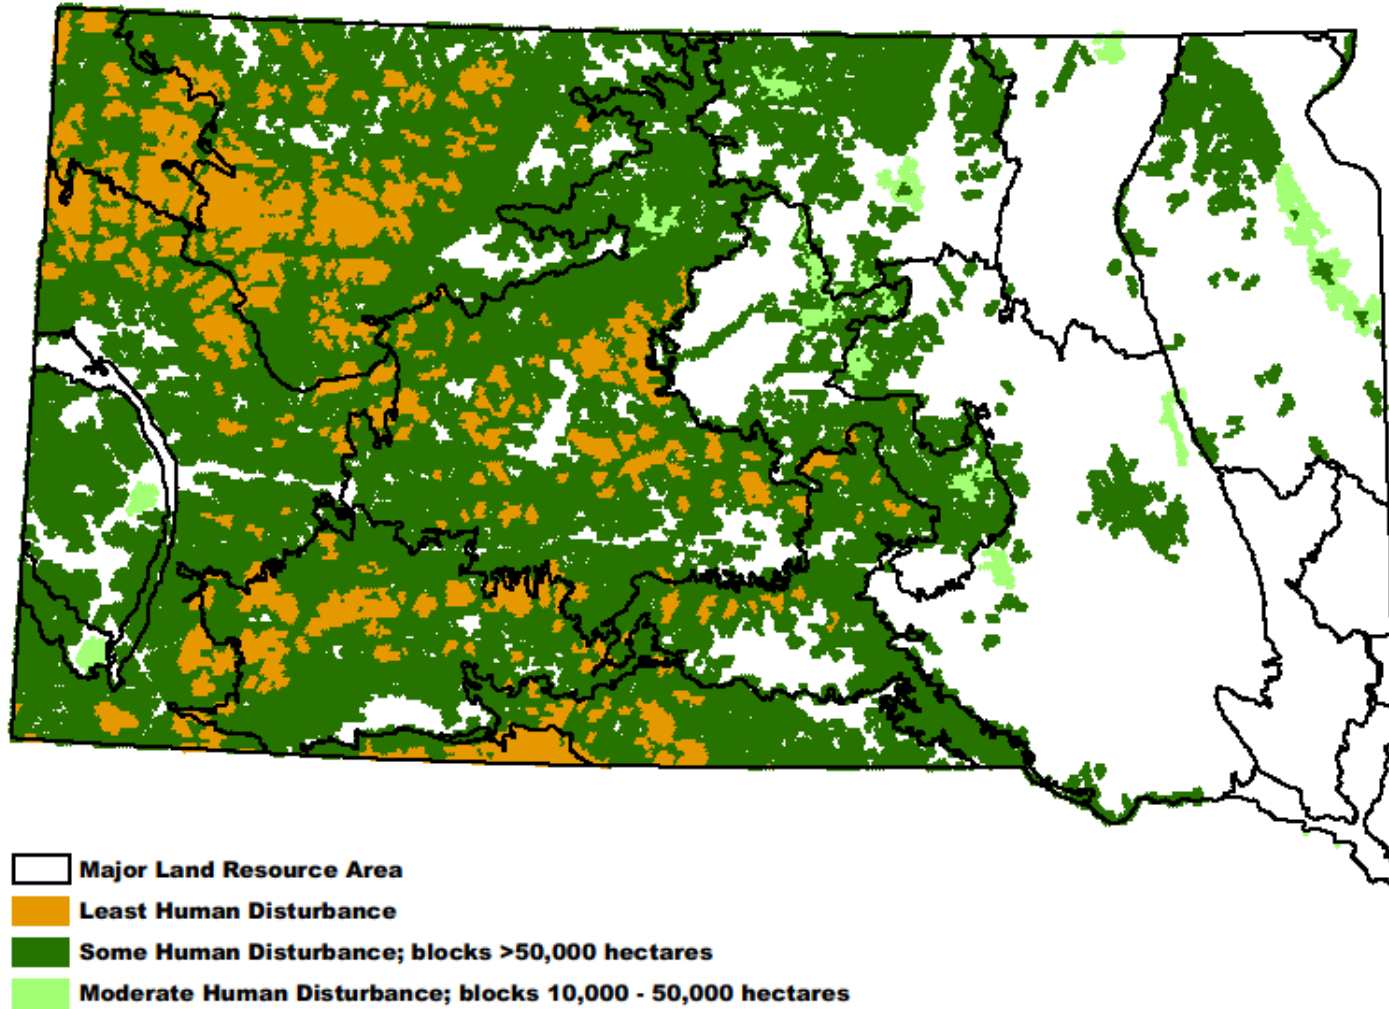 Major Land Resource Area
Least Human Disturbance
Some Human Disturbance; blocks >50,000 hectares
Moderate Human Disturbance; blocks 10,000 - 50,000 hectares